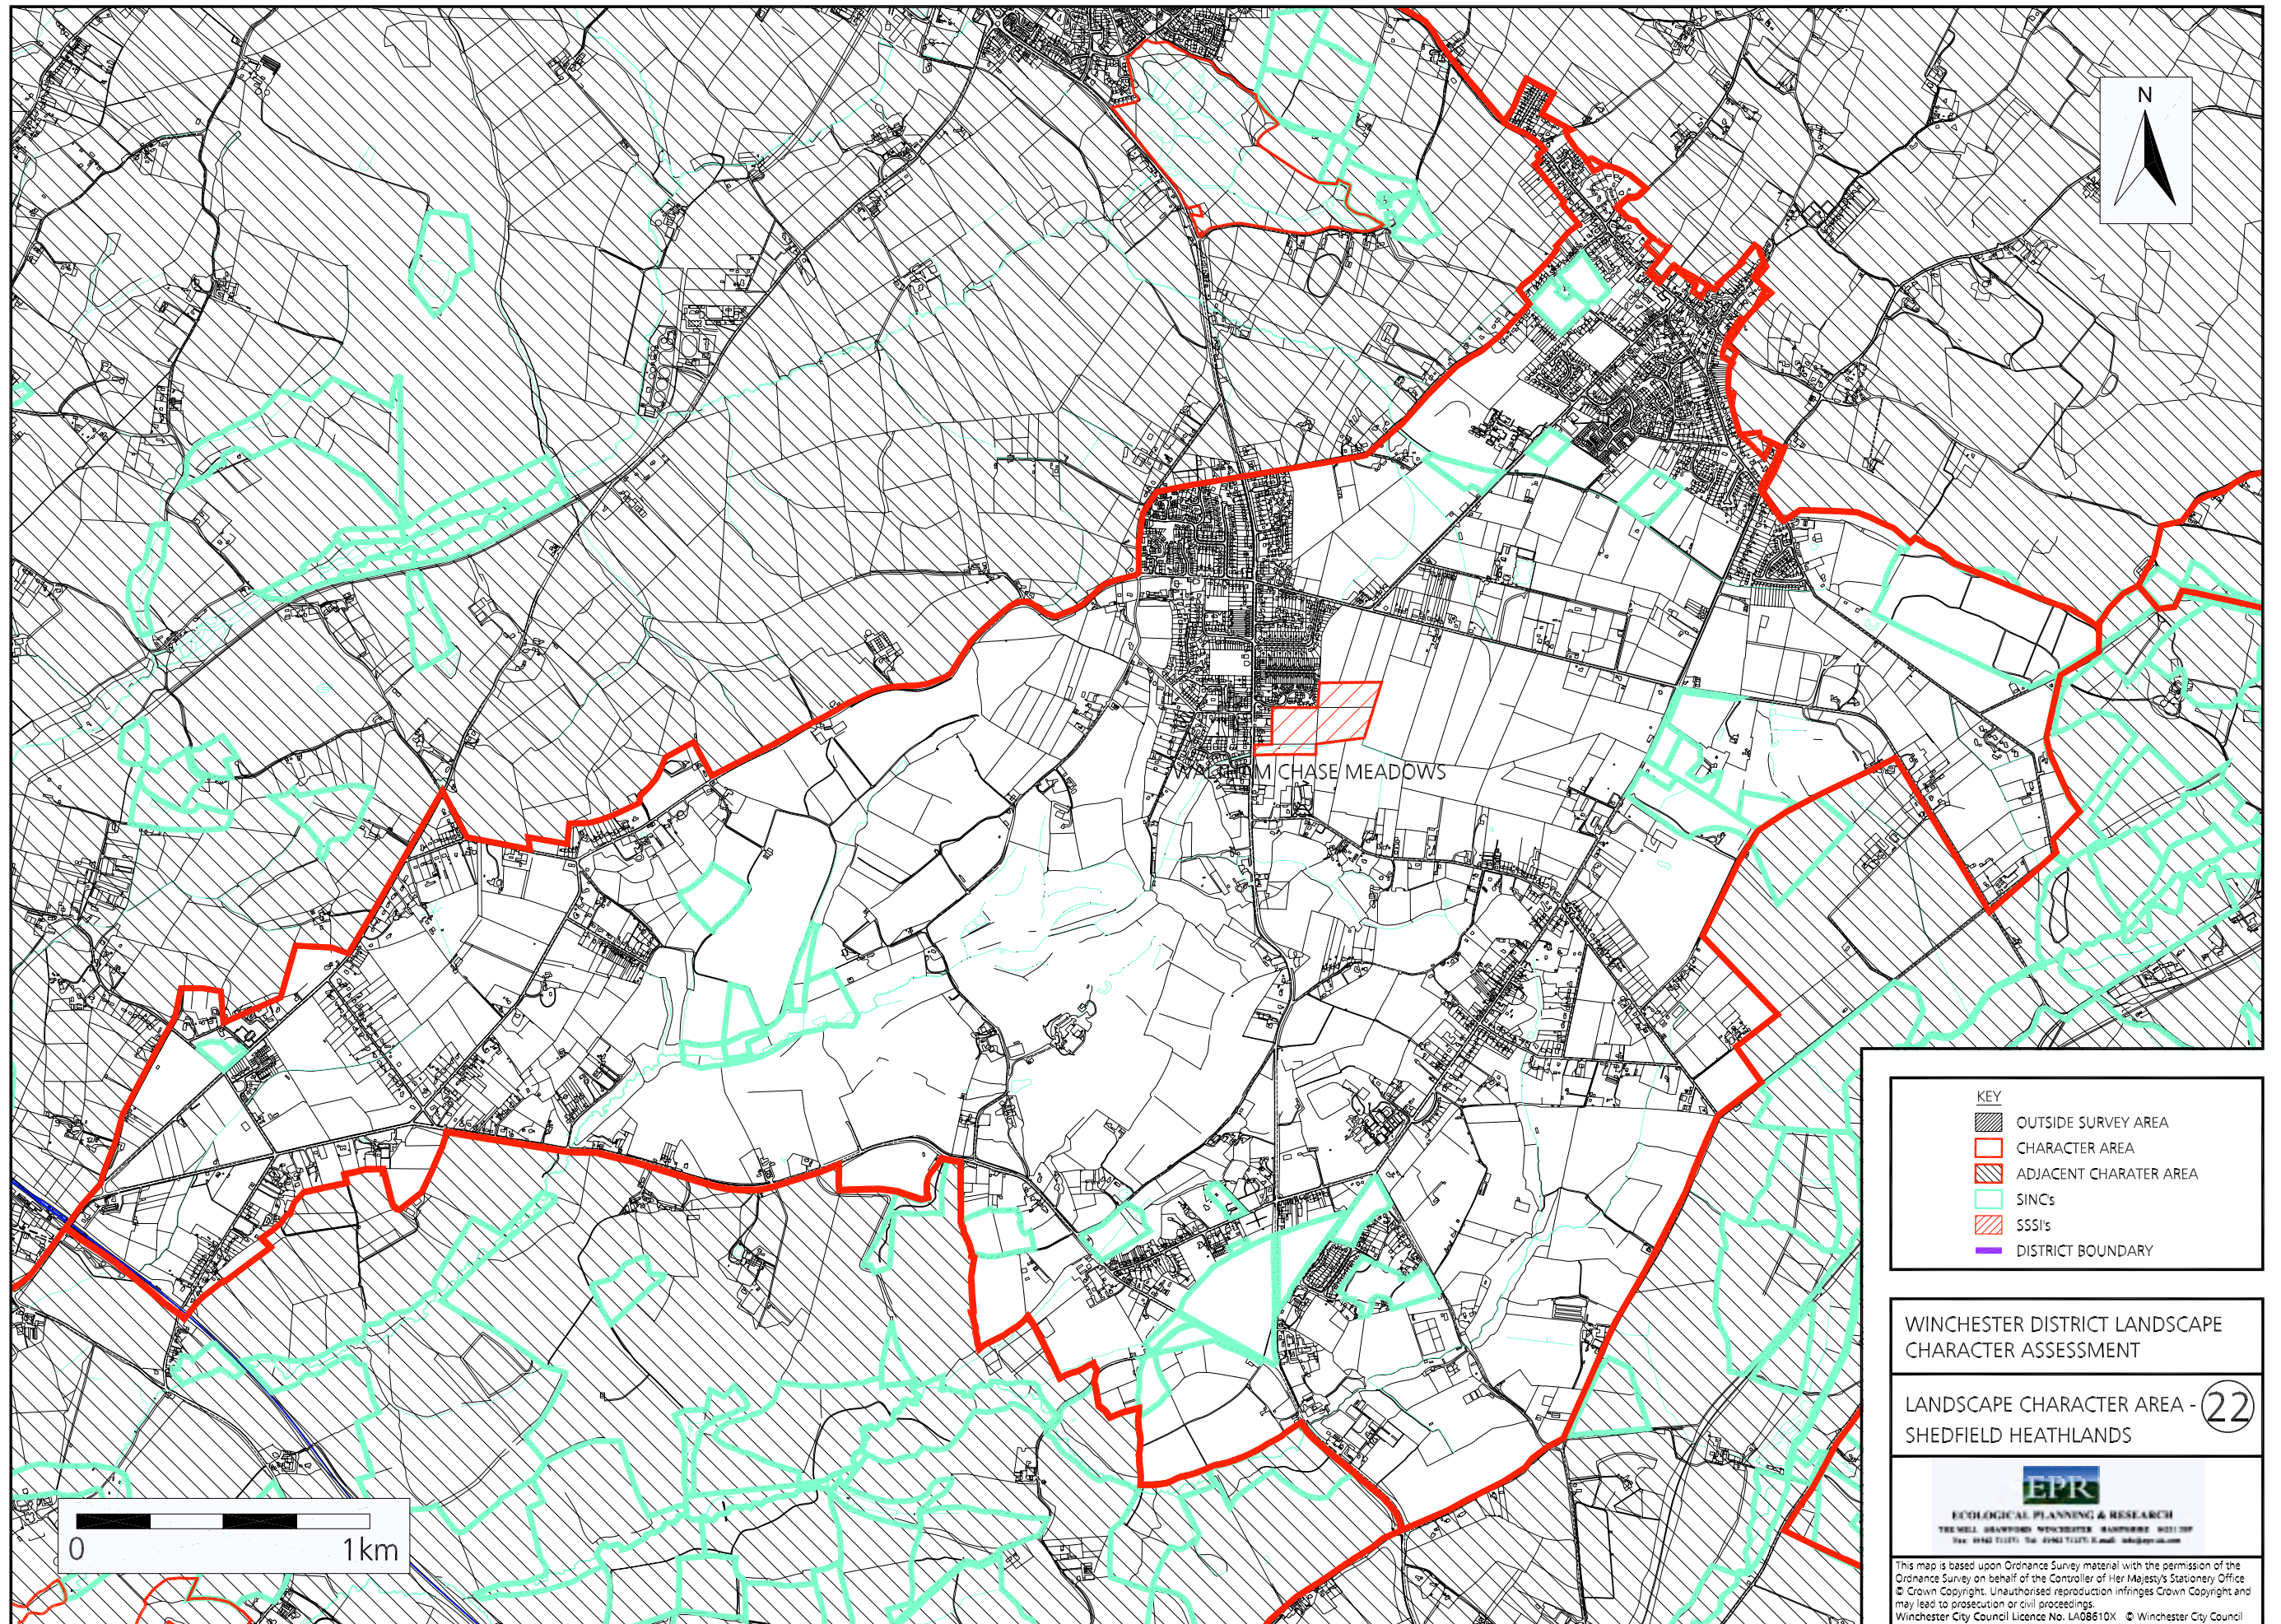 N
WALTHAM CHASE MEADOWS
KEY
OUTSIDE SURVEY AREA
CHARACTER AREA
ADJACENT CHARATER AREA
SINC's
SSSI's
DISTRICT BOUNDARY
WINCHESTER DISTRICT LANDSCAPE
CHARACTER ASSESSMENT
LANDSCAPE CHARACTER AREA - 22
SHEDFIELD HEATHLANDS
EPR
ECOLOGICAL PLANNING & RESEARCH
THE MILL WINCHESTER HAMPSHIRE
0 1km
This map is based upon Ordnance Survey material with the permission of the
Ordnance Survey on behalf of the Controller of Her Majesty's Stationery Office
© Crown Copyright. Unauthorised reproduction infringes Crown Copyright and
may lead to prosecution or civil proceedings.
Winchester City Council Licence No. LA08610X © Winchester City Council